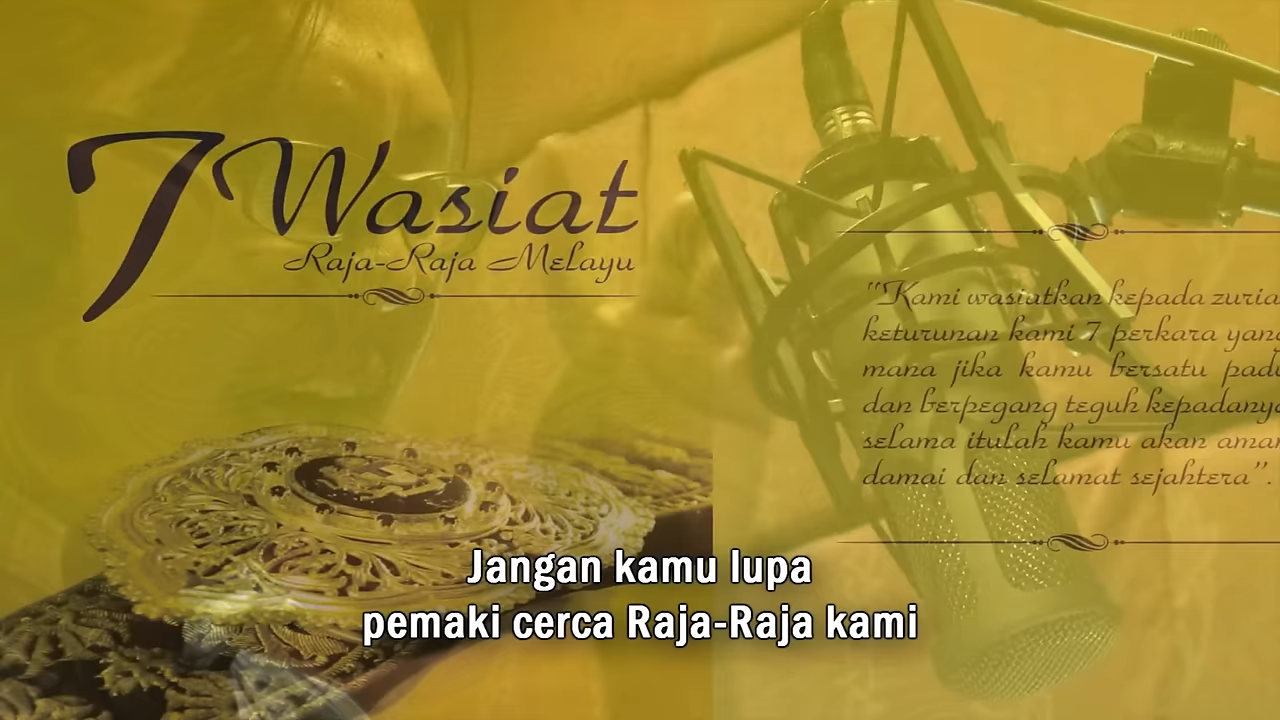 7 Wasiat
Raja-Raja Melayu
"Kami wasiatkan kepada zuria
keturunan kami 7 perkara yang
mana jika kamu bersatu padu
dan berpegang teguh kepadanya
selama itulah kamu akan aman
damai dan selamat sejahtera".
Jangan kamu lupa
pemaki cerca Raja-Raja kami